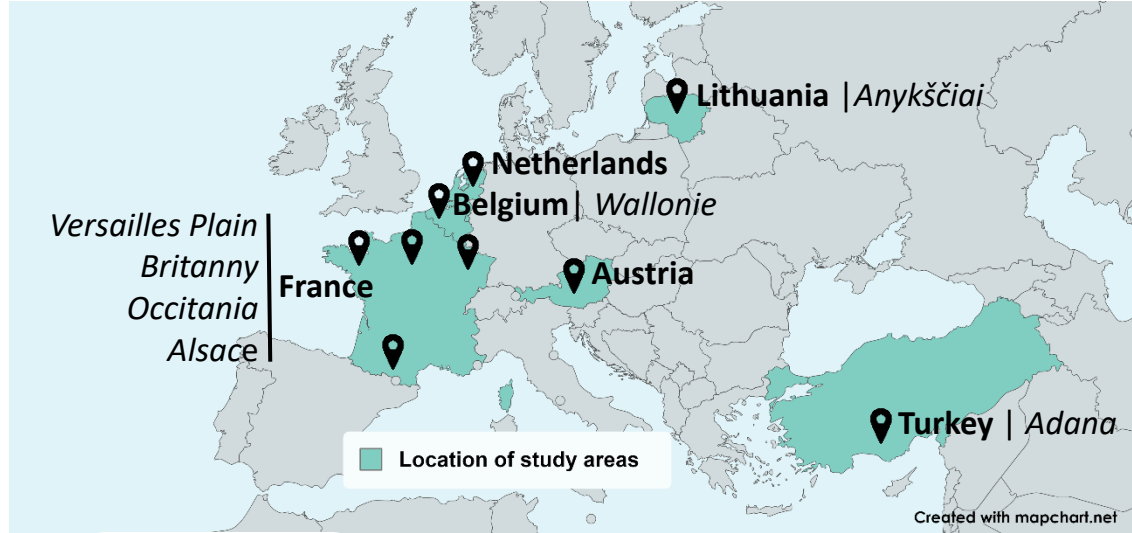 Lithuania |Anykščiai
Netherlands
Belgium| Wallonie
Versailles Plain
Britanny
Occitania
Alsace
France
Austria
Turkey | Adana
Location of study areas
Created with mapchart.net